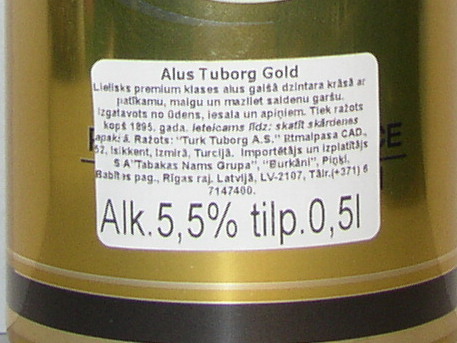 Alus Tuborg Gold
Lielisks premium klases alus gaišā dzintara krāsā ar
patīkamu, maigu un mazliet saldenu garšu.
Izgatavots no ūdens, iesala un apiņiem. Tiek ražots
kopš 1895. gada. Ieteicams līdz: skatīt skārdenes
apakšā. Ražots: "Turk Tuborg A.S." Etmalpasa CAD,
52, Isikkent, Izmirā, Turcijā. Importētājs un izplatītājs
S A"Tabakas Nams Grupa", "Burkāni", Piņķi,
Babītes pag., Rīgas raj. Latvijā, LV-2107, Tālr.(+371) 6
7147400.
Alk.5,5% tilp.0,5l